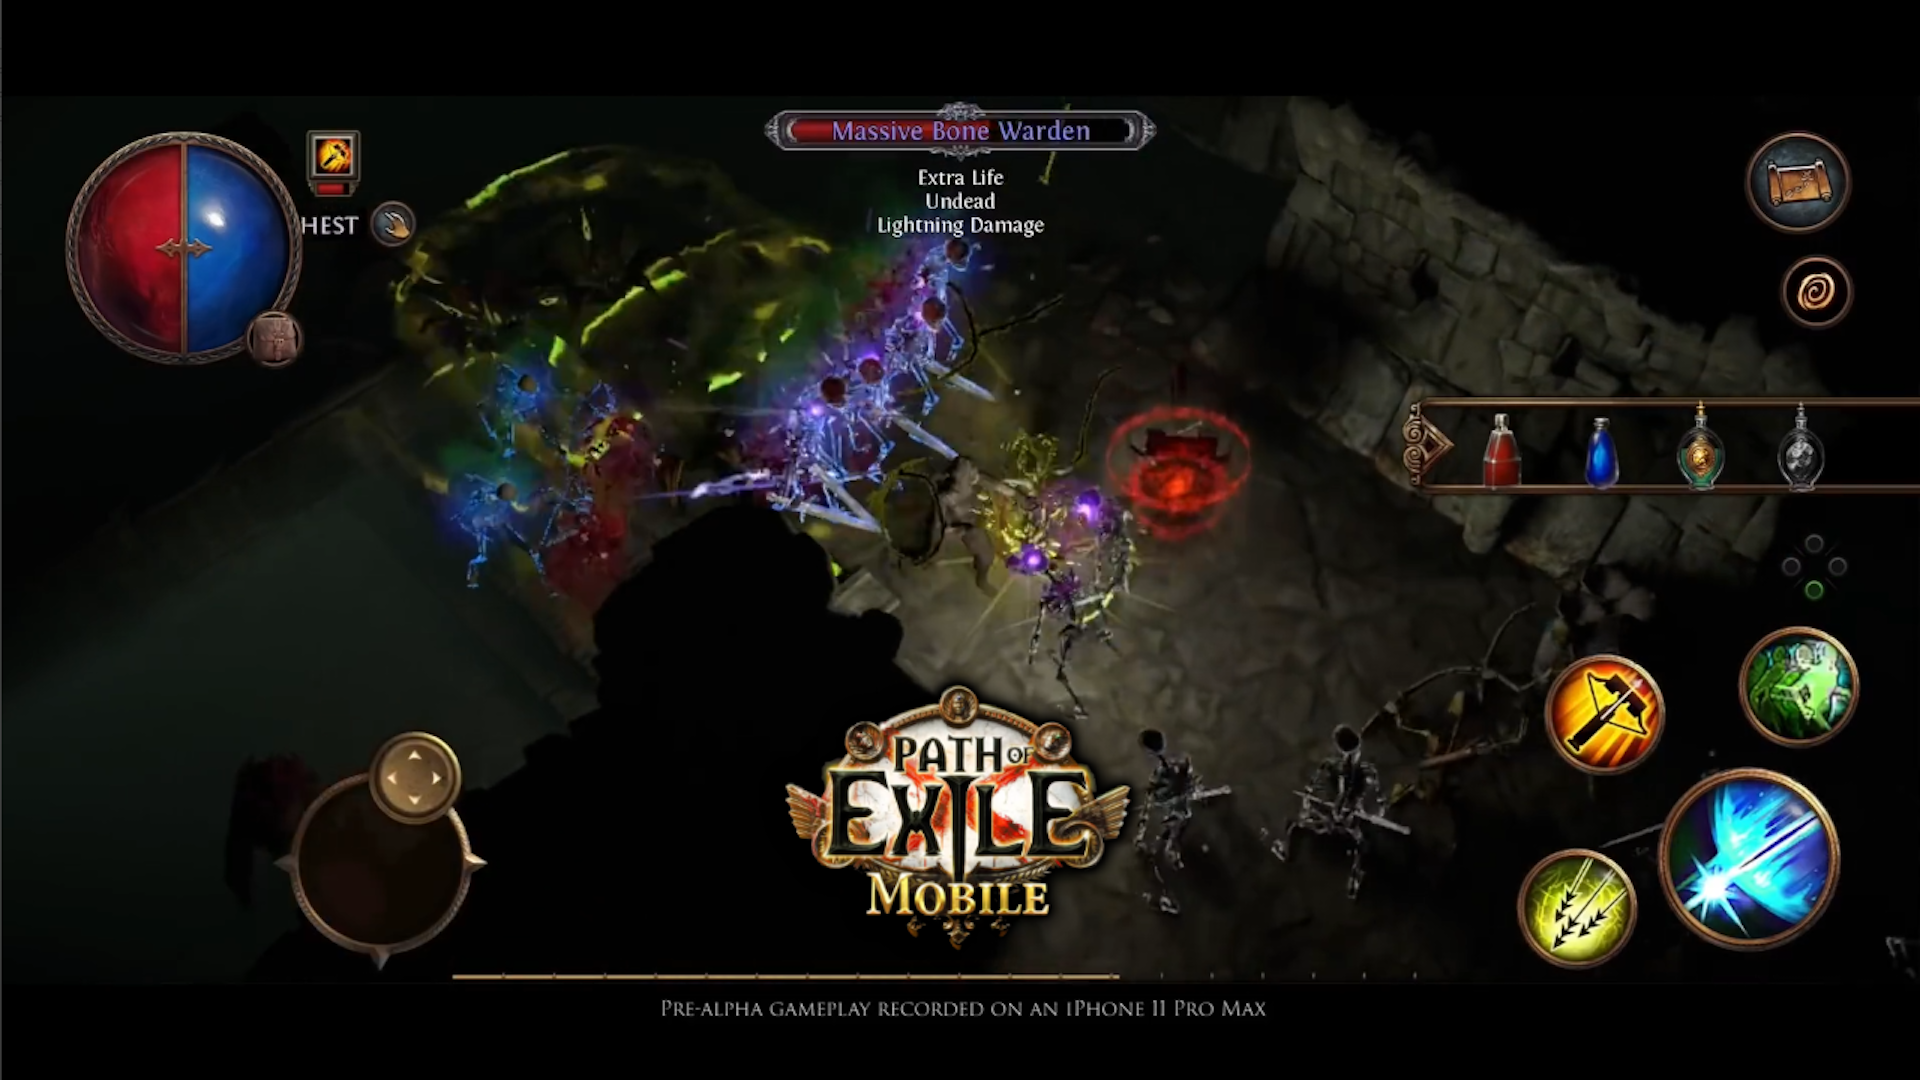 Massive Bone Warden
Extra Life
Undead
Lightning Damage
HEST
PATH OF
EXILE
MOBILE
PRE-ALPHA GAMEPLAY RECORDED ON AN IPHONE 11 PRO MAX